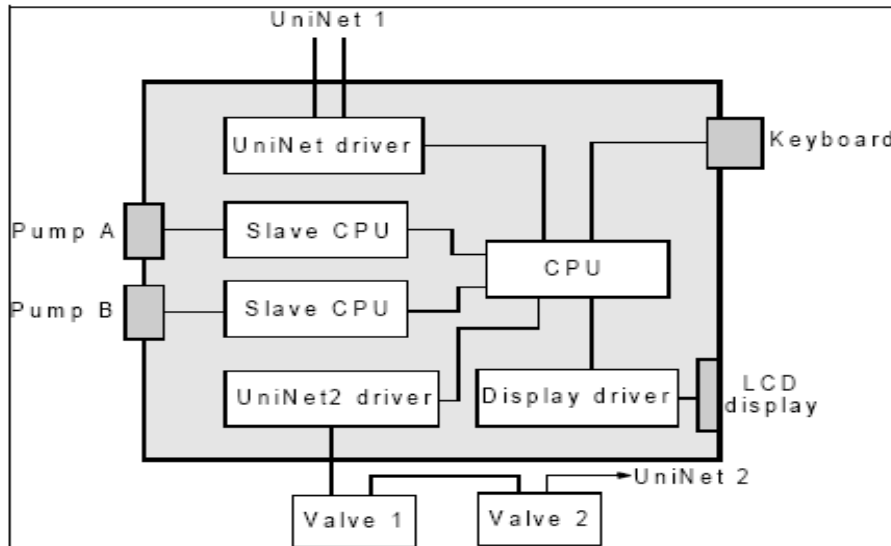 UniNet 1
UniNet driver
Keyboard
Pump A
Slave CPU
CPU
Pump B
Slave CPU
UniNet2 driver
Display driver
LCD
display
UniNet 2
Valve 1
Valve 2